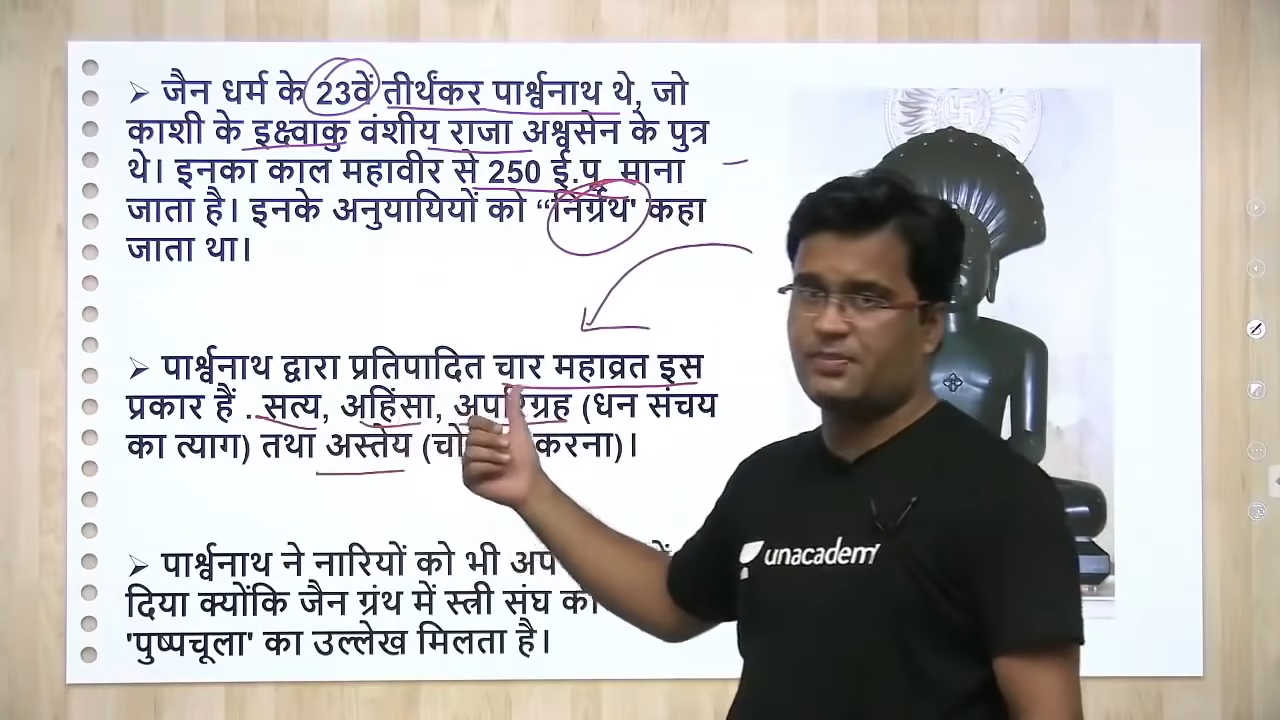 ➢ जैन धर्म के 23वें तीर्थंकर पार्श्वनाथ थे, जो
काशी के इक्ष्वाकु वंशीय राजा अश्वसेन के पुत्र
थे। इनका काल महावीर से 250 ई.पू. माना
जाता है। इनके अनुयायियों को “निर्ग्रंथ' कहा
जाता था।
➢ पार्श्वनाथ द्वारा प्रतिपादित चार महाव्रत इस
प्रकार हैं . सत्य, अहिंसा, अपरिग्रह (धन संचय
का त्याग) तथा अस्तेय करना)।
➢ पार्श्वनाथ ने नारियों को भी
दिया क्योंकि जैन ग्रंथ में स्त्री संघ की
'पुष्पचूला' का उल्लेख मिलता है।
unacademy